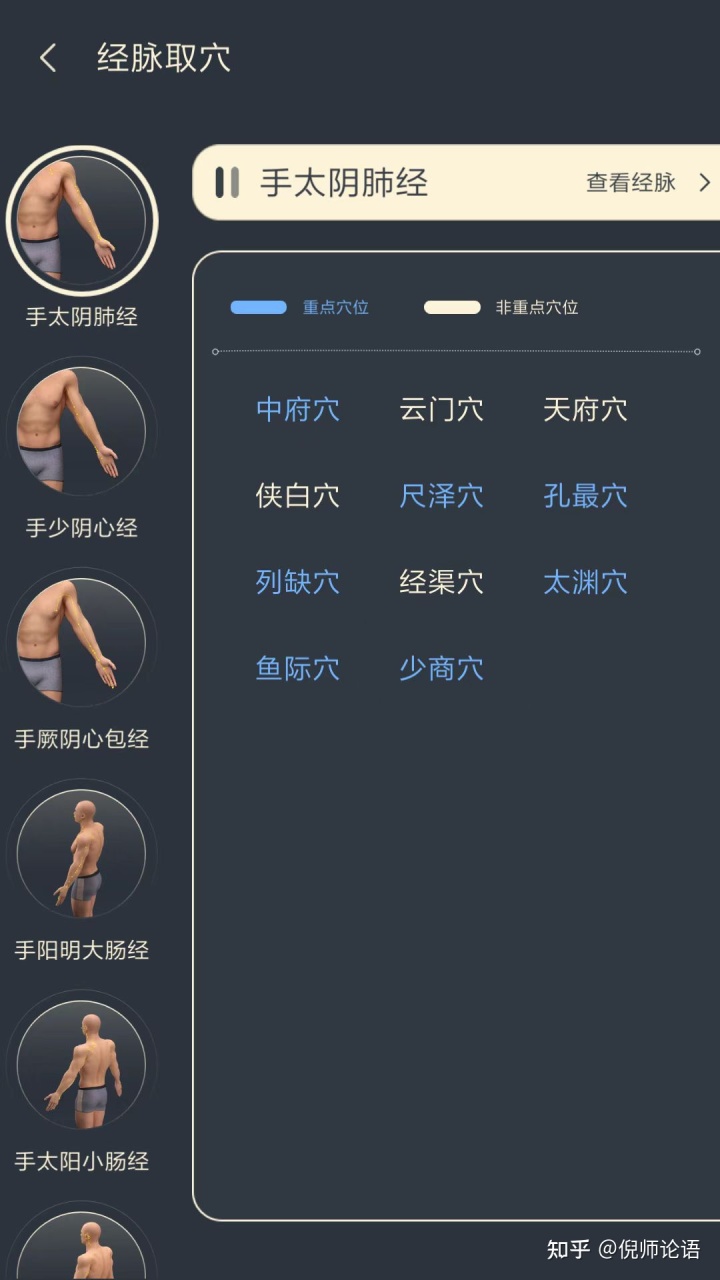 经脉取穴
手太阴肺经
手少阴心经
手厥阴心包经
手阳明大肠经
手太阳小肠经
手太阴肺经 查看经脉
重点穴位 非重点穴位
中府穴 云门穴 天府穴
侠白穴 尺泽穴 孔最穴
列缺穴 经渠穴 太渊穴
鱼际穴 少商穴
知乎 @倪师论语